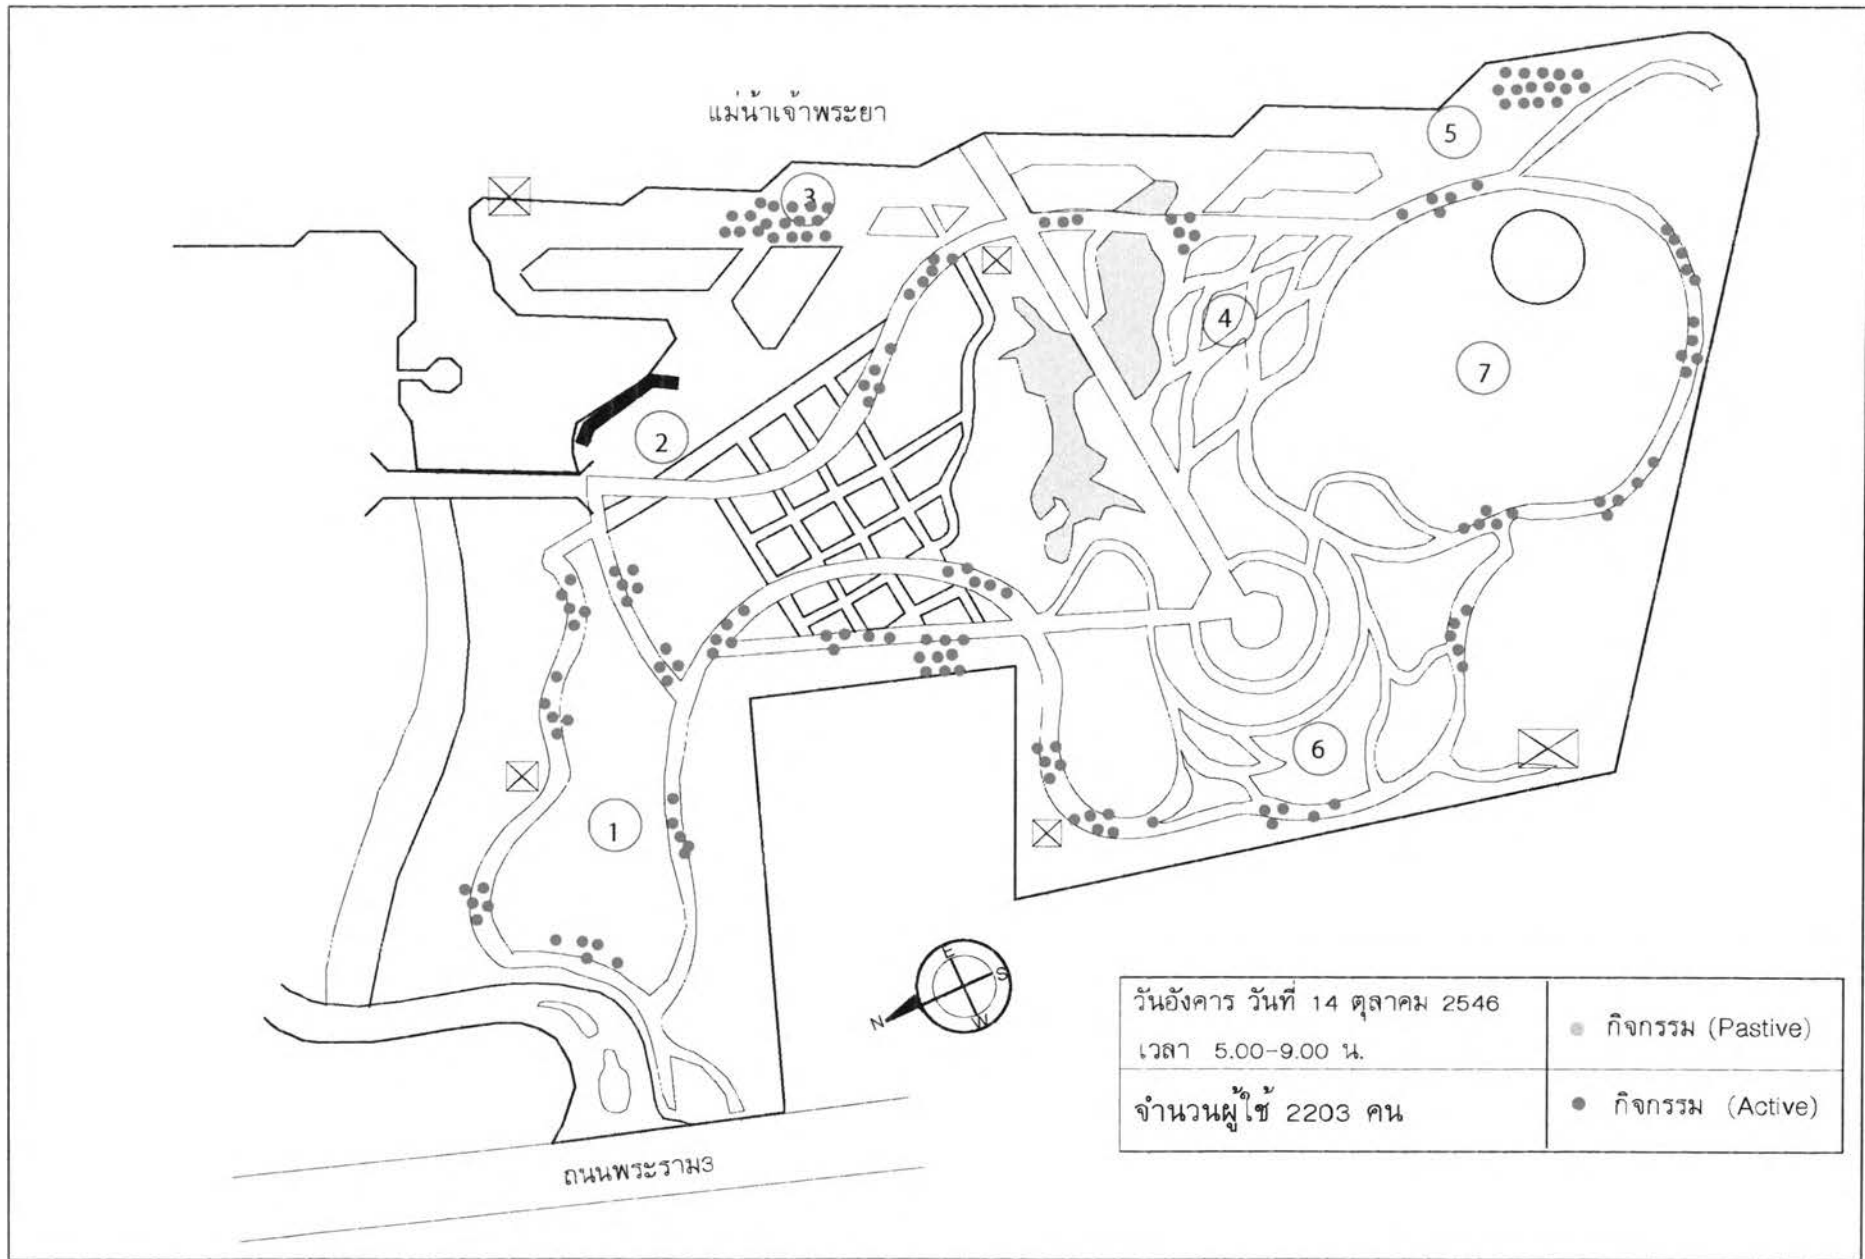 แม่น้ำเจ้าพระยา
5
3
4
7
2
6
1
E
S
N
W
วันอังคาร วันที่ 14 ตุลาคม 2546
เวลา 5.00-9.00 น.
จำนวนผู้ใช้ 2203 คน
กิจกรรม (Pastive)
กิจกรรม (Active)
ถนนพระราม3